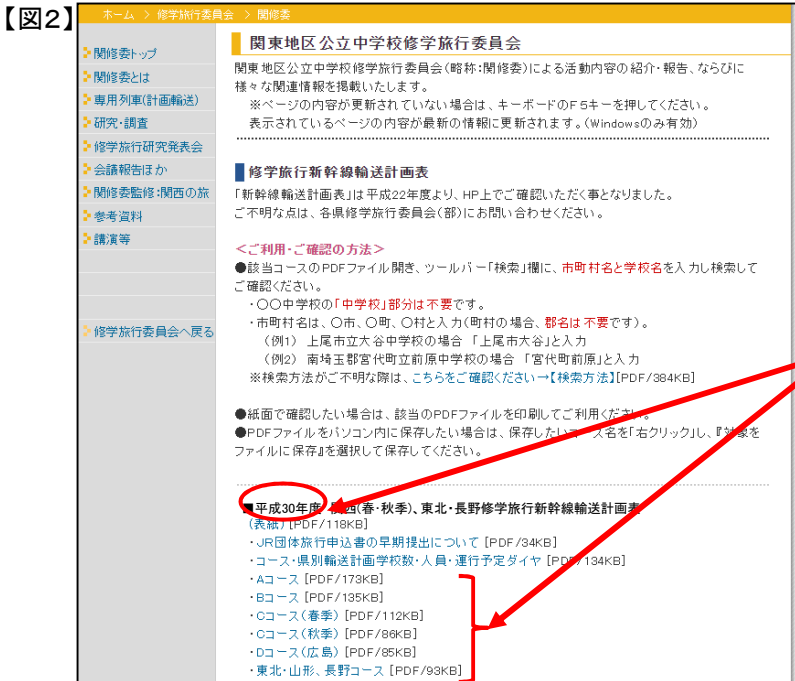 【図2】
ホーム > 修学旅行委員会 > 関修委
関修委トップ
関修委とは
専用列車(計画輸送)
研究・調査
修学旅行研究発表会
会議報告ほか
関修委監修:関西の旅
参考資料
講演等
修学旅行委員会へ戻る
関東地区公立中学校修学旅行委員会
関東地区公立中学校修学旅行委員会(略称:関修委)による活動内容の紹介・報告、ならびに
様々な関連情報を掲載いたします。
※ページの内容が更新されていない場合は、キーボードのF5キーを押してください。
表示されているページの内容が最新の情報に更新されます。(Windowsのみ有効)
修学旅行新幹線輸送計画表
「新幹線輸送計画表」は平成22年度より、HP上でご確認いただく事となりました。
ご不明な点は、各県修学旅行委員会(部)にお問い合わせください。
<ご利用・ご確認の方法>
●該当コースのPDFファイル開き、ツールバー「検索」欄に、市町村名と学校名を入力し検索して
ご確認ください。
・〇〇中学校の「中学校」部分は不要です。
・市町村名は、〇市、〇町、〇村と入力(町村の場合、郡名は不要です)。
(例1) 上尾市立大谷中学校の場合 「上尾市大谷」と入力
(例2) 南埼玉郡宮代町立前原中学校の場合 「宮代町前原」と入力
※検索方法がご不明な際は、こちらをご確認ください→【検索方法】[PDF/384KB]
●紙面で確認したい場合は、該当のPDFファイルを印刷してご利用ください。
●PDFファイルをパソコン内に保存したい場合は、保存したいコース名を「右クリック」し、『対象を
ファイルに保存』を選択して保存してください。
■平成30年度 関西(春・秋季)、東北・長野修学旅行新幹線輸送計画表
(表紙) [PDF/118KB]
・JR団体旅行申込書の早期提出について [PDF/34KB]
・コース・県別輸送計画学校数・人員・運行予定ダイヤ [PDF/134KB]
・Aコース [PDF/173KB]
・Bコース [PDF/135KB]
・Cコース(春季) [PDF/112KB]
・Cコース(秋季) [PDF/86KB]
・Dコース(広島) [PDF/85KB]
・東北・山形、長野コース [PDF/93KB]